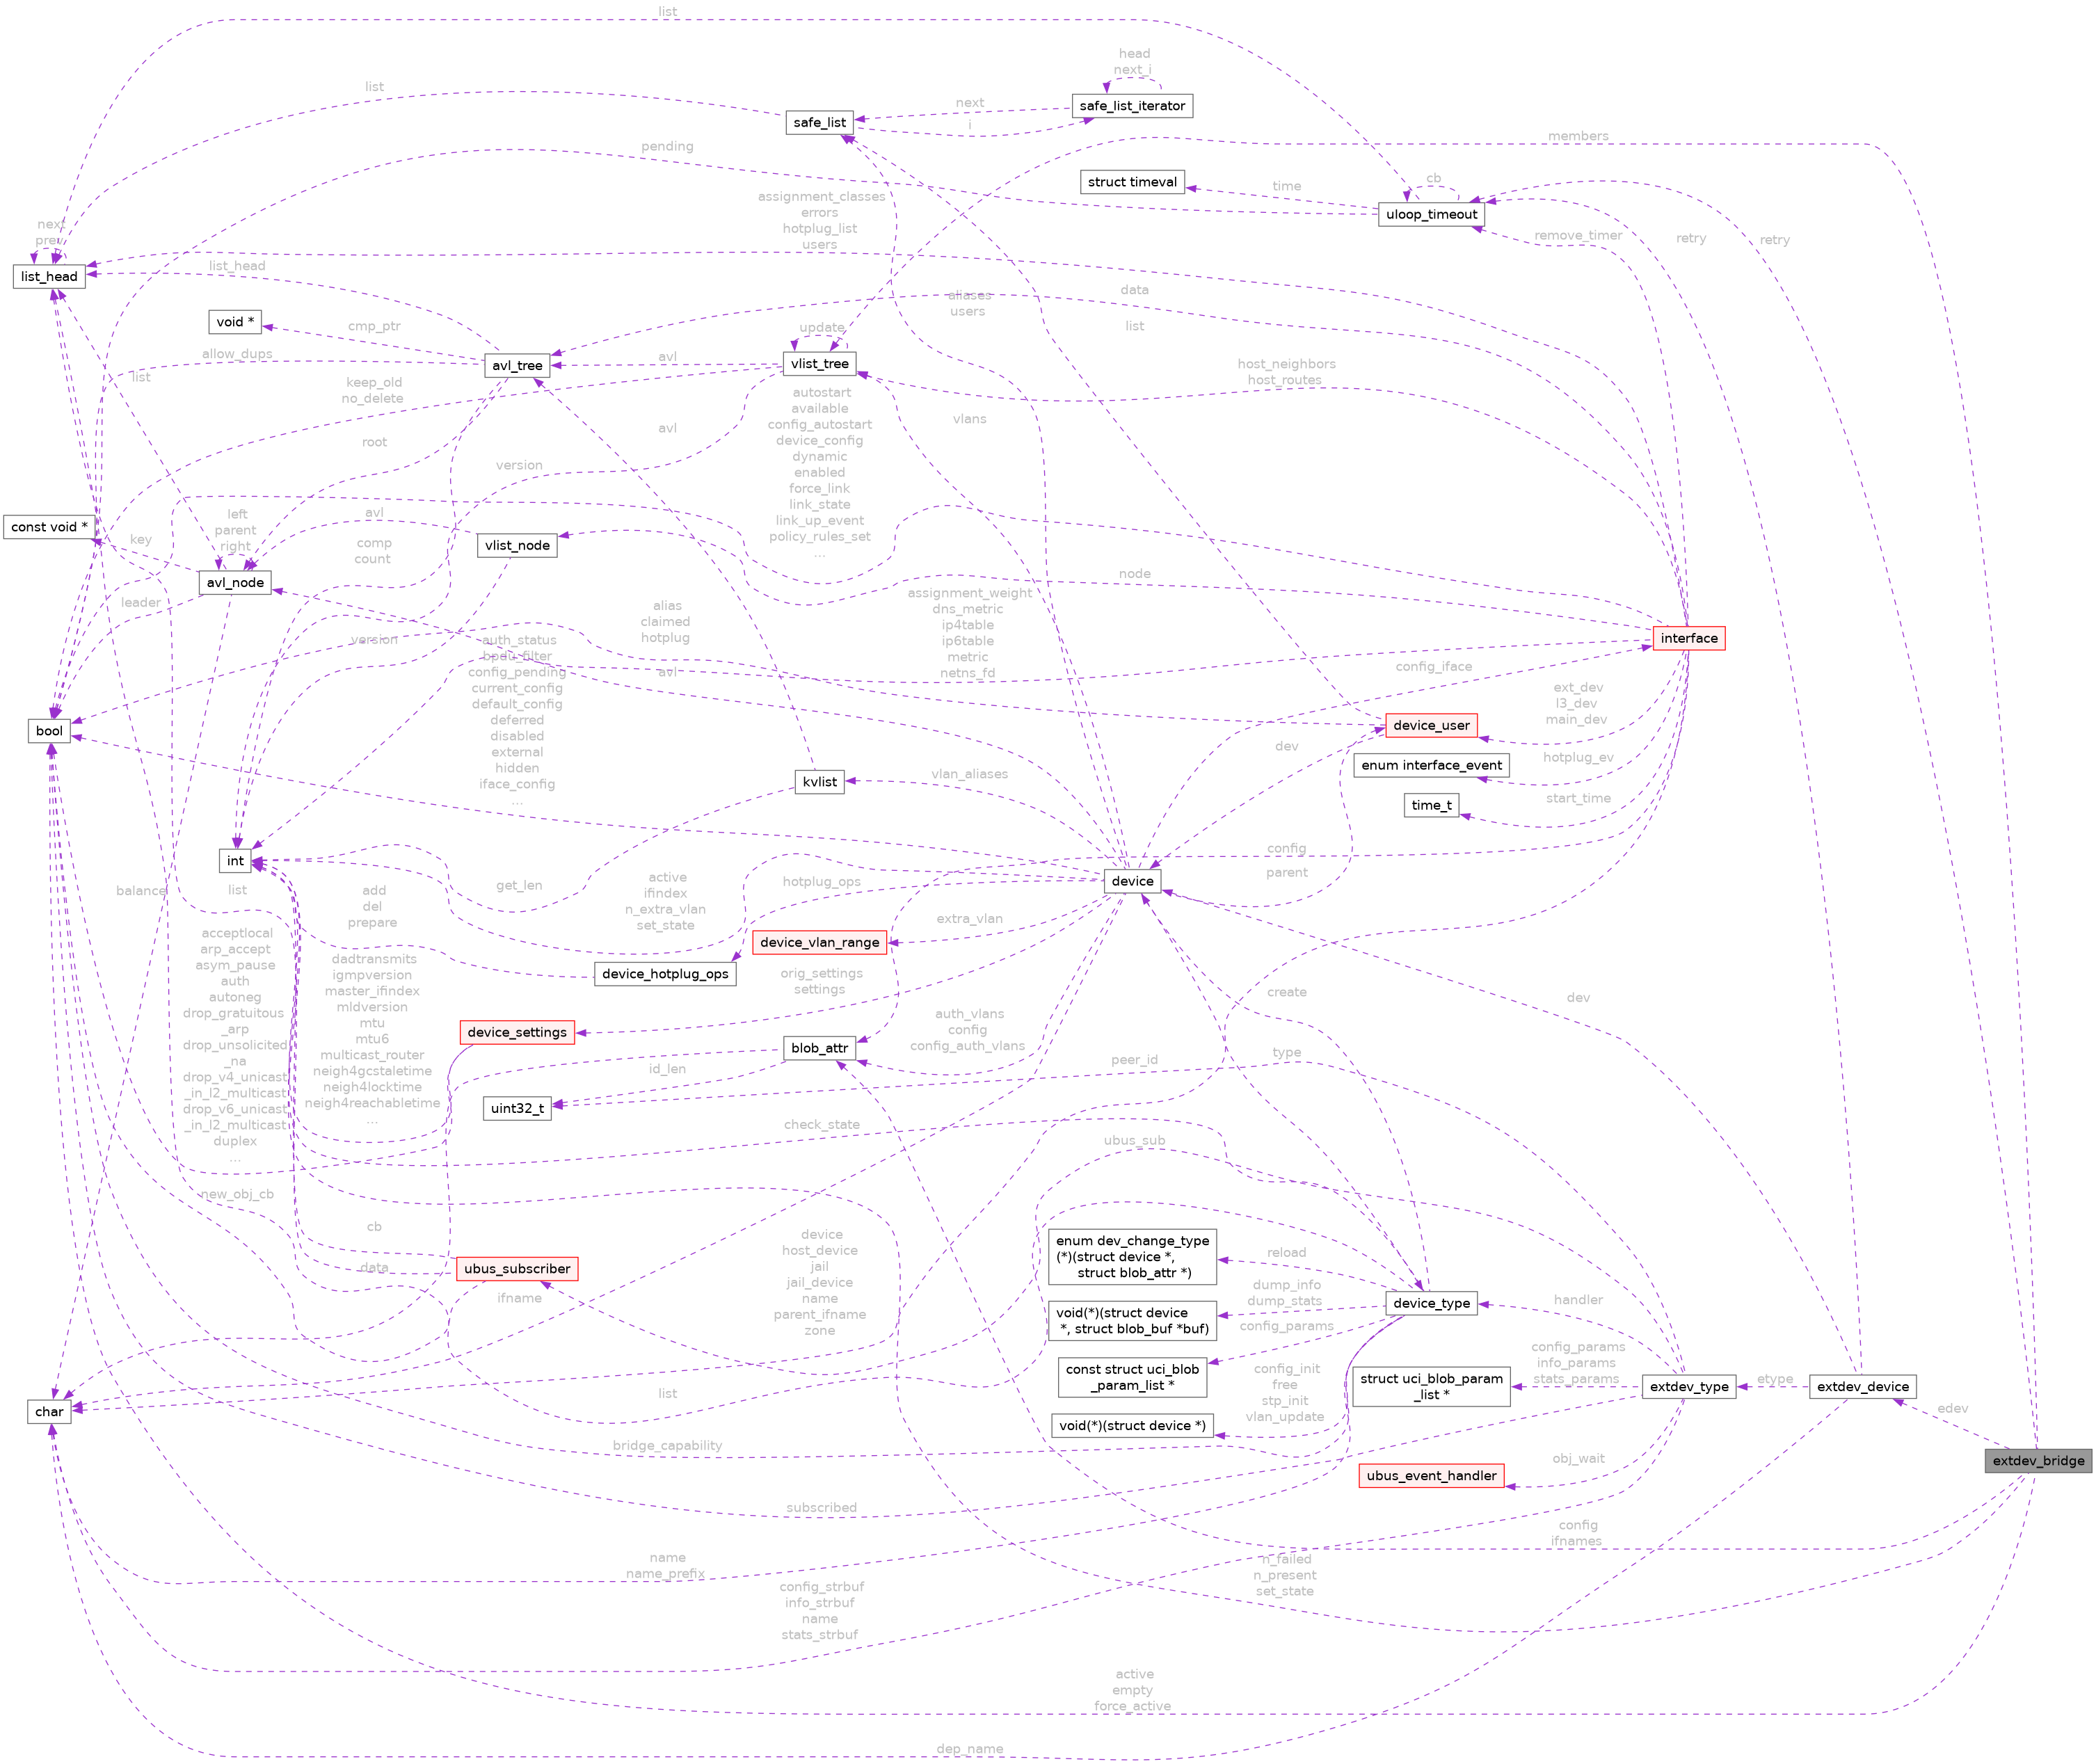 list
head
next_i
list
next
safe_list_iterator
safe_list
i
members
pending
cb
struct timeval
time
assignment_classes
errors
hotplug_list
users
uloop_timeout
next
prev
remove_timer
retry
retry
list_head
list_head
data
aliases
users
void *
cmp_ptr
update
list
allow_dups
avl_tree
avl
vlist_tree
host_neighbors
host_routes
list
keep_old
no_delete
autostart
available
config_autostart
device_config
dynamic
enabled
force_link
link_state
link_up_event
policy_rules_set
...
vlans
avl
root
version
const void *
left
parent
right
key
avl
comp
count
vlist_node
avl_node
node
leader
alias
claimed
hotplug
assignment_weight
dns_metric
ip4table
ip6table
metric
netns_fd
version
auth_status
bpdu_filter
config_pending
current_config
default_config
deferred
disabled
external
hidden
iface_config
...
interface
avl
config_iface
ext_dev
l3_dev
main_dev
bool
device_user
dev
hotplug_ev
enum interface_event
kvlist
vlan_aliases
time_t
start_time
int
config
balance
list
add
del
prepare
get_len
active
ifindex
n_extra_vlan
set_state
hotplug_ops
device
parent
extra_vlan
device_vlan_range
acceptlocal
arp_accept
asym_pause
auth
autoneg
drop_gratuitous
_arp
drop_unsolicited
_na
drop_v4_unicast
_in_l2_multicast
drop_v6_unicast
_in_l2_multicast
duplex
...
dadtransmits
igmpversion
master_ifindex
mldversion
mtu
mtu6
multicast_router
neigh4gcstaletime
neigh4locktime
neigh4reachabletime
...
device_hotplug_ops
orig_settings
settings
create
dev
device_settings
auth_vlans
config
config_auth_vlans
blob_attr
type
peer_id
id_len
uint32_t
check_state
ubus_sub
new_obj_cb
cb
data
ubus_subscriber
ifname
device
host_device
jail
jail_device
name
parent_ifname
zone
enum dev_change_type
(*)(struct device *,
struct blob_attr *)
reload
dump_info
dump_stats
void(*)(struct device
*, struct blob_buf *buf)
device_type
handler
config_params
const struct uci_blob
_param_list *
config_params
info_params
stats_params
struct uci_blob_param
_list *
extdev_type
etype
extdev_device
edev
char
list
config_init
free
stp_init
vlan_update
void(*)(struct device *)
bridge_capability
obj_wait
ubus_event_handler
extdev_bridge
subscribed
config
ifnames
name
name_prefix
n_failed
n_present
set_state
config_strbuf
info_strbuf
name
stats_strbuf
active
empty
force_active
dep_name